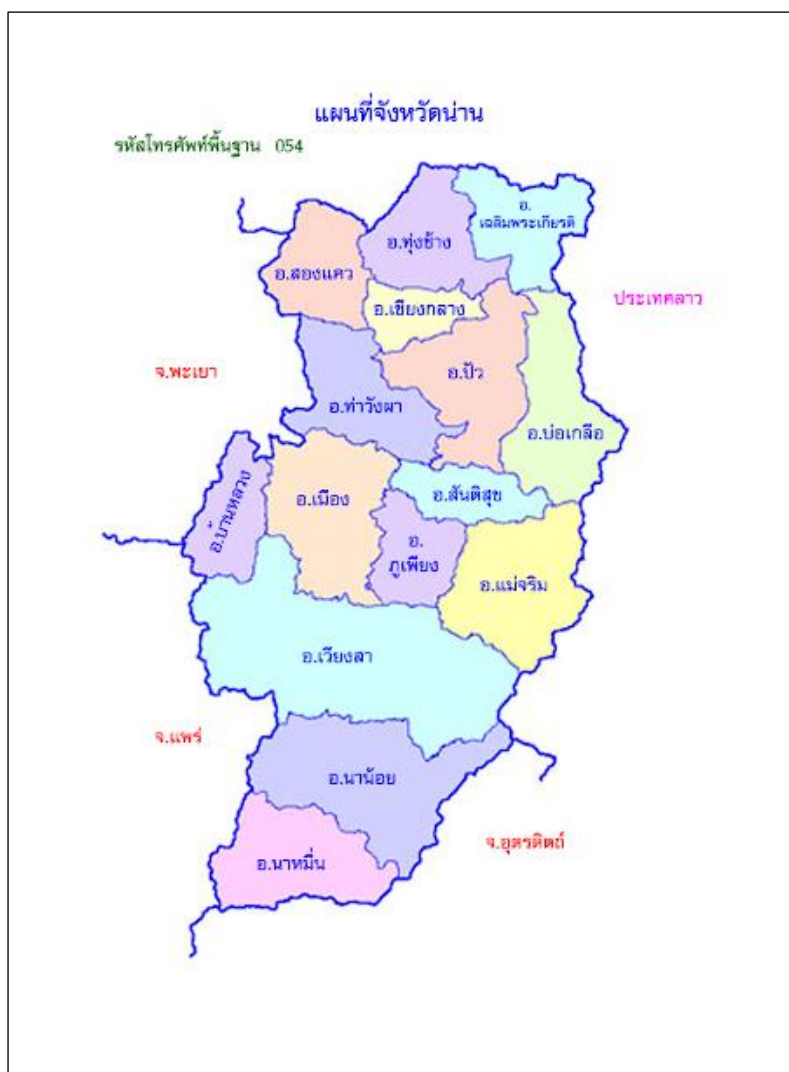 แผนที่จังหวัดน่าน
รหัสโทรศัพท์พื้นฐาน 054
อ.
เฉลิมพระเกียรติ
อ.ทุ่งช้าง
อ.สองแคว
ประเทศลาว
อ.เชียงกลาง
จ.พะเยา
อ.ปัว
อ.ท่าวังผา
อ.บ่อเกลือ
อ.บ้านหลวง
อ.เมือง
อ.สันติสุข
อ.
ภูเพียง
อ.แม่จริม
อ.เวียงสา
จ.แพร่
อ.นาน้อย
จ.อุตรดิตถ์
อ.นาหมื่น